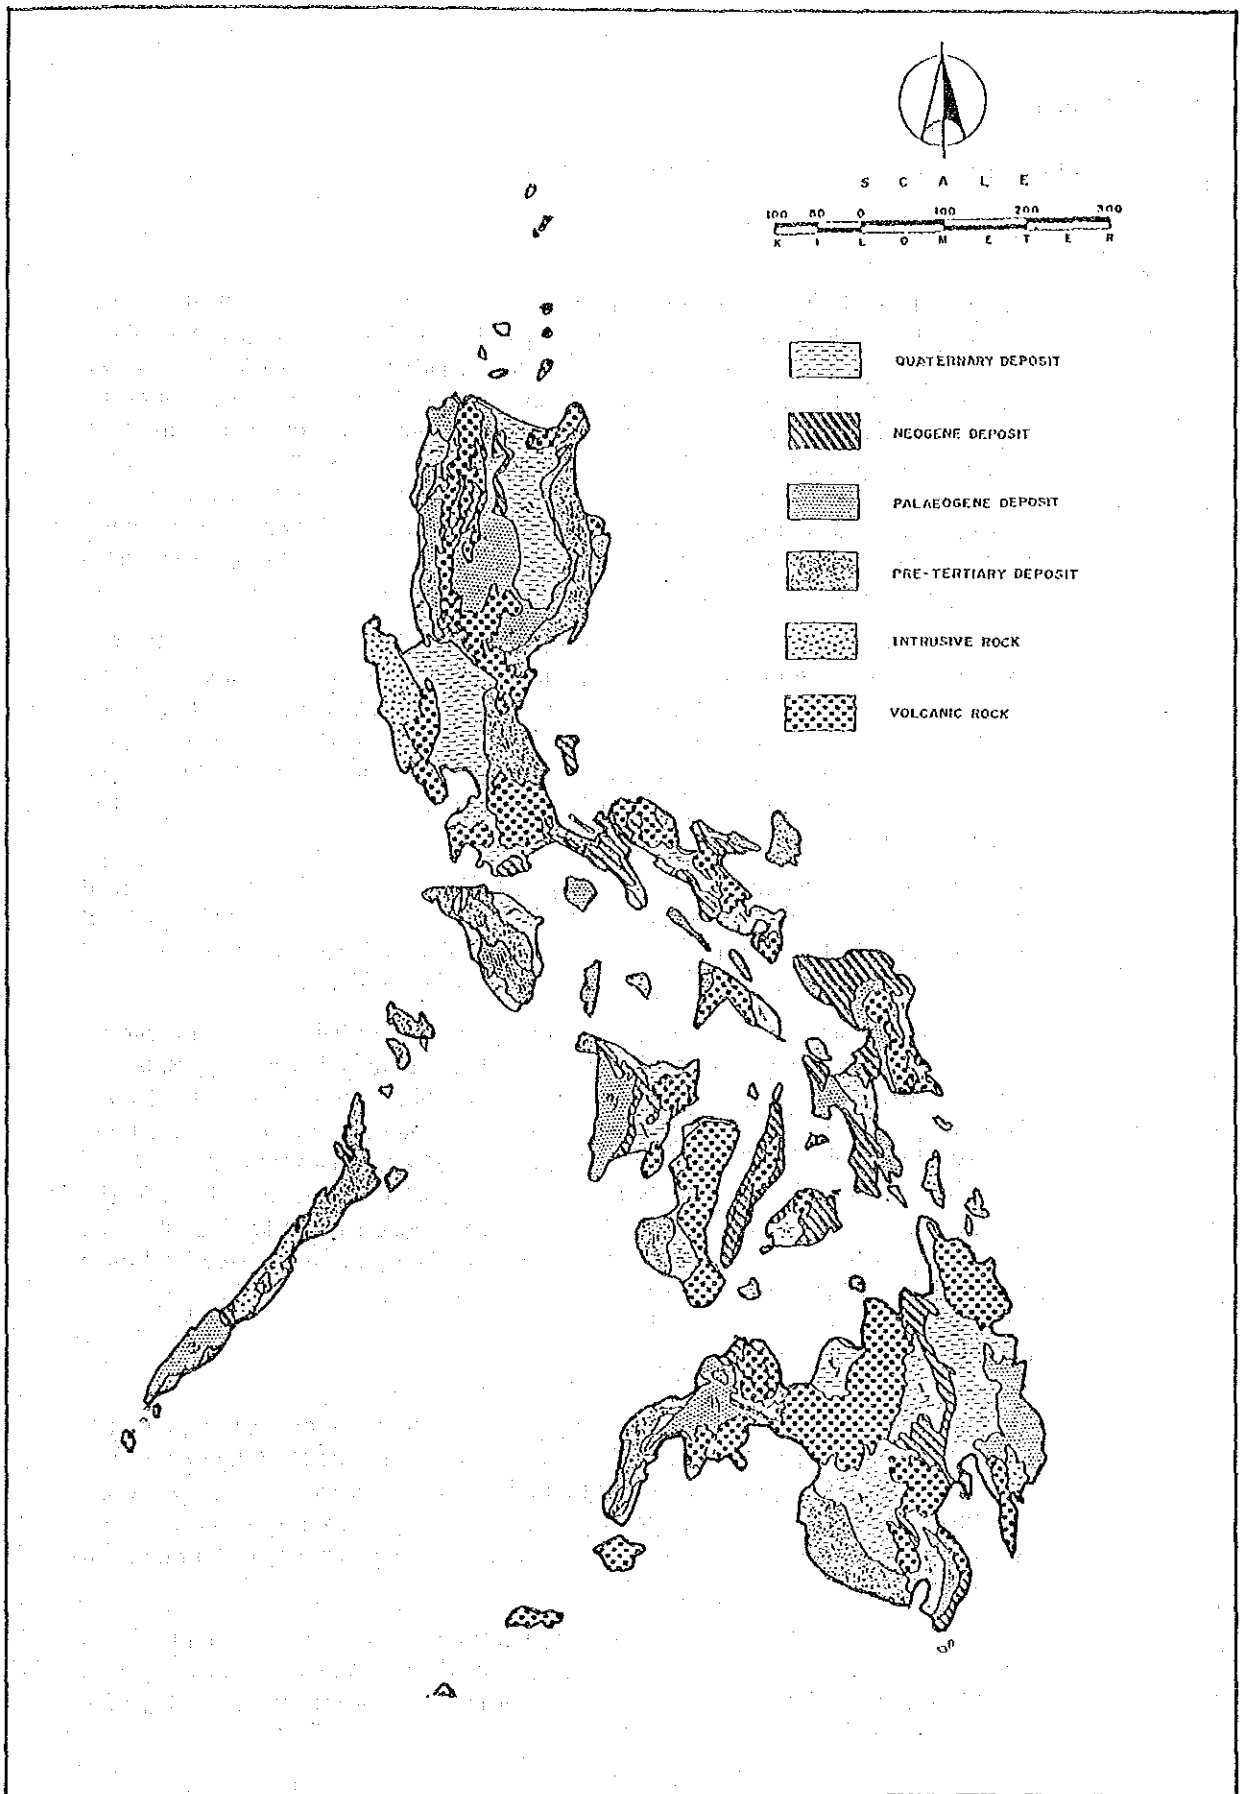 S C A L E
100 50 0 100 200 300
K I L O M E T E R
QUATERNARY DEPOSIT
NEOGENE DEPOSIT
PALAEOGENE DEPOSIT
PRE-TERTIARY DEPOSIT
INTRUSIVE ROCK
VOLCANIC ROCK